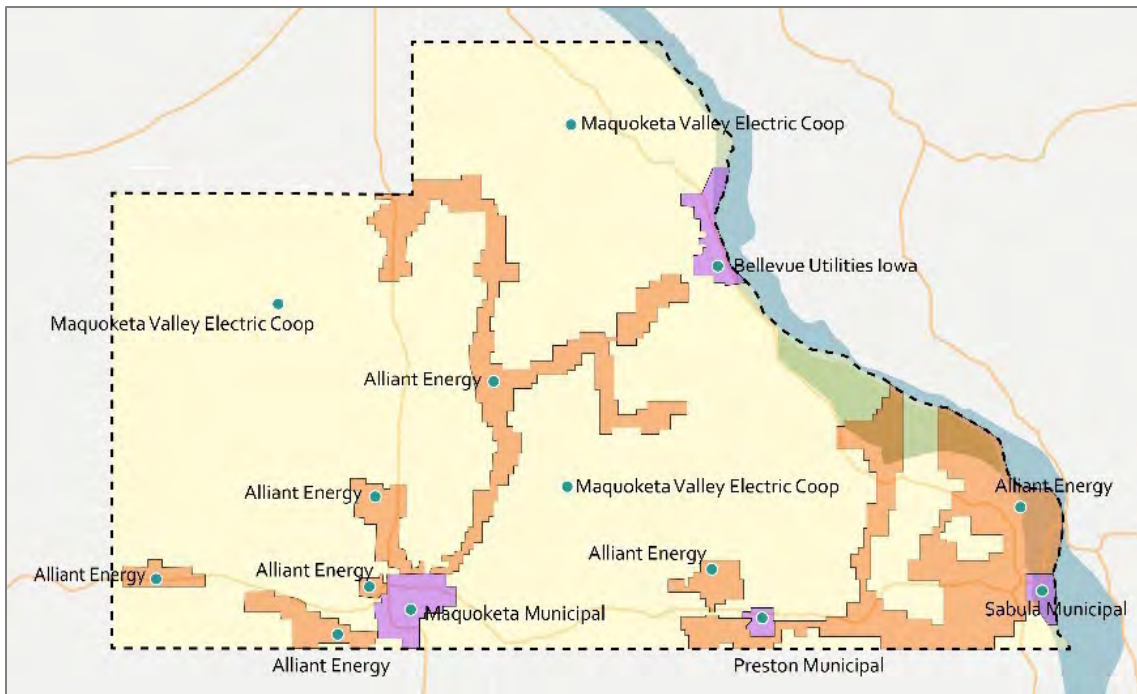 Maquoketa Valley Electric Coop
Bellevue Utilities Iowa
Maquoketa Valley Electric Coop
Alliant Energy
Maquoketa Valley Electric Coop
Alliant Energy
Alliant Energy
Alliant Energy
Alliant Energy
Alliant Energy
Maquoketa Municipal
Sabula Municipal
Alliant Energy
Preston Municipal